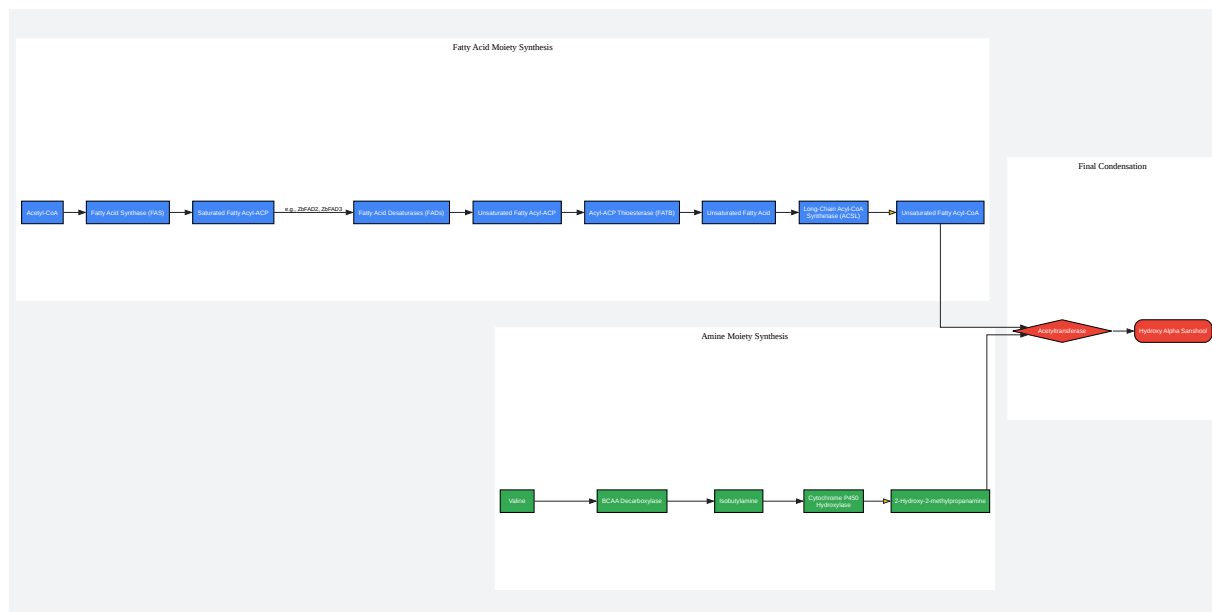 Fatty Acid Moiety Synthesis
Acetyl-CoA
Fatty Acid Synthase (FAS)
Saturated Fatty Acyl-ACP
e.g., ZbFAD2, ZbFAD3
Fatty Acid Desaturases (FADs)
Unsaturated Fatty Acyl-ACP
Acyl-ACP Thioesterase (FATB)
Unsaturated Fatty Acid
Long-Chain Acyl-CoA
Synthetase (ACSL)
Unsaturated Fatty Acyl-CoA
Final Condensation
Acetyltransferase
Hydroxy Alpha Sanshool
Amine Moiety Synthesis
Valine
BCAA Decarboxylase
Isobutylamine
Cytochrome P450
Hydroxylase
2-Hydroxy-2-methylpropanamine